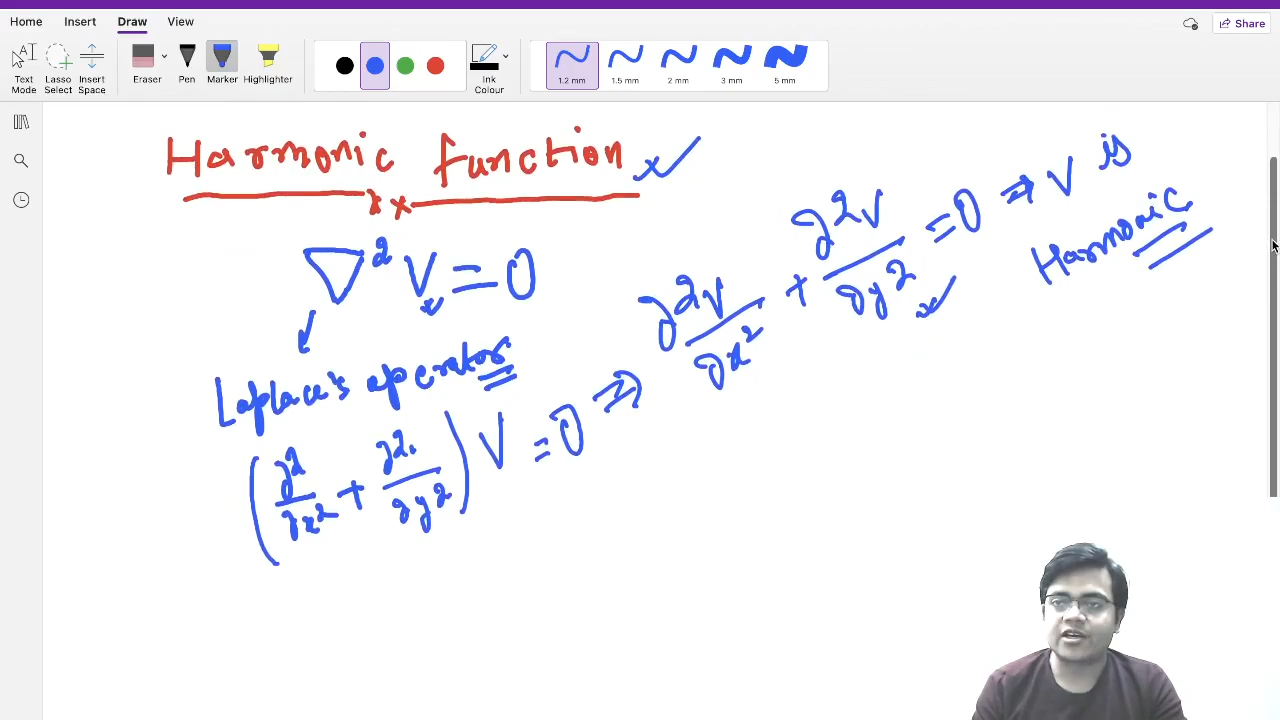 Home Insert Draw View
Share
Text Mode
Lasso Select
Insert Space
Eraser
Pen
Marker
Highlighter
Ink Colour
1.2 mm
1.5 mm
2 mm
3 mm
5 mm
Harmonic function
∇² V = 0
Laplace's operator
(∂²/∂x² + ∂²/∂y²) V = 0 ⇒ ∂²V/∂x² + ∂²V/∂y² = 0 ⇒ V is
Harmonic